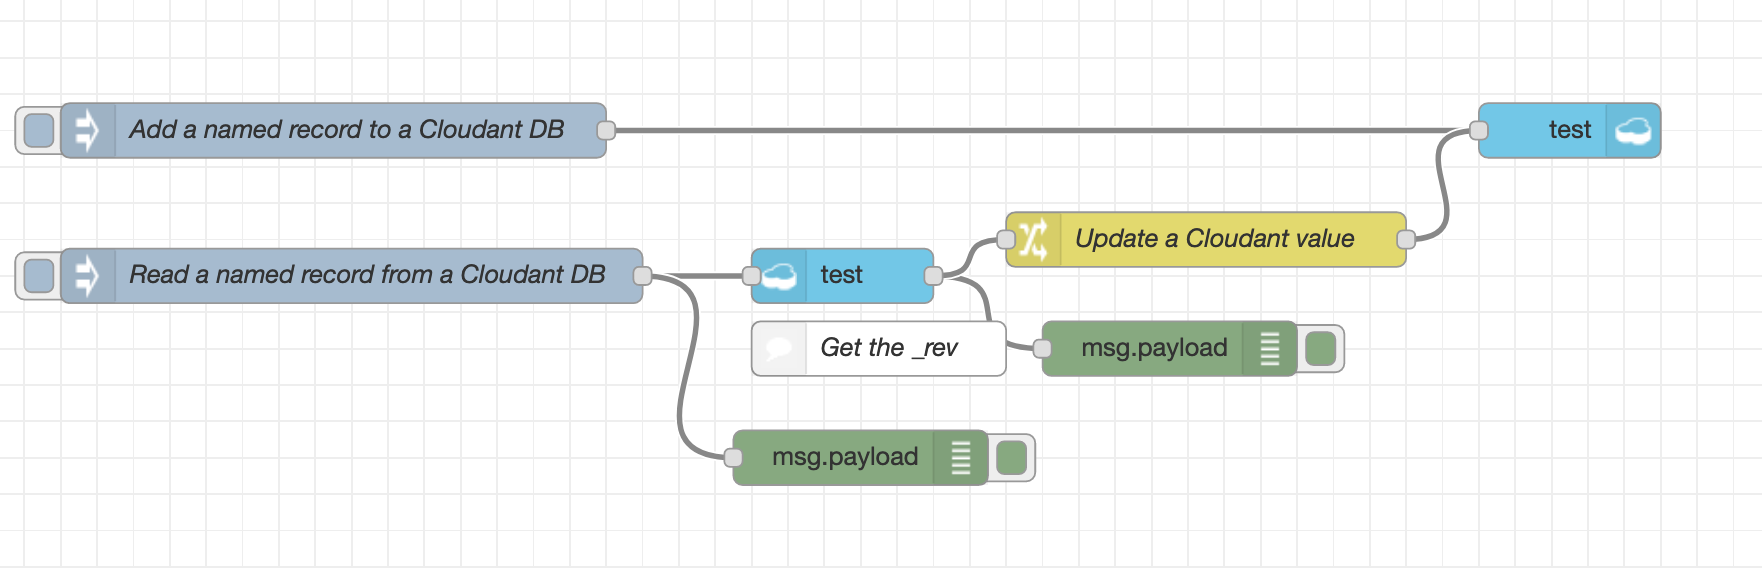 Add a named record to a Cloudant DB
test
Update a Cloudant value
Read a named record from a Cloudant DB
test
Get the _rev
msg.payload
msg.payload